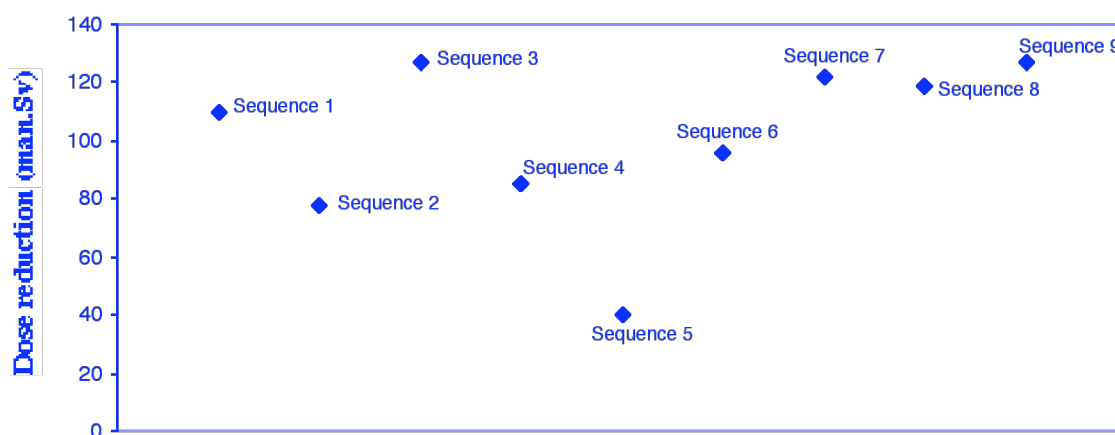 Dose reduction (man.Sv)
140
120
100
80
60
40
20
0
Sequence 1
Sequence 2
Sequence 3
Sequence 4
Sequence 5
Sequence 6
Sequence 7
Sequence 8
Sequence 9